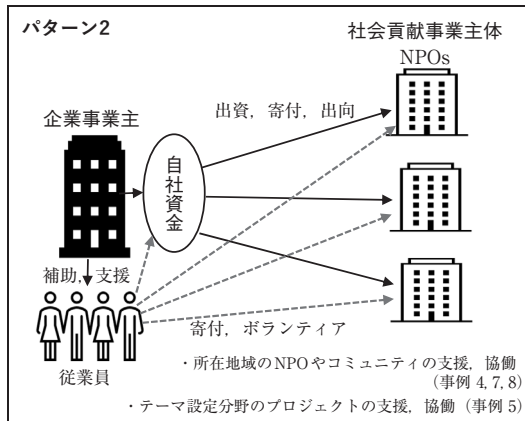 パターン2
社会貢献事業主体
NPOs
出資，寄付，出向
企業事業主
自社資金
補助，支援
寄付，ボランティア
従業員
・所在地域のNPOやコミュニティの支援，協働
（事例 4, 7, 8）
・テーマ設定分野のプロジェクトの支援，協働（事例 5）